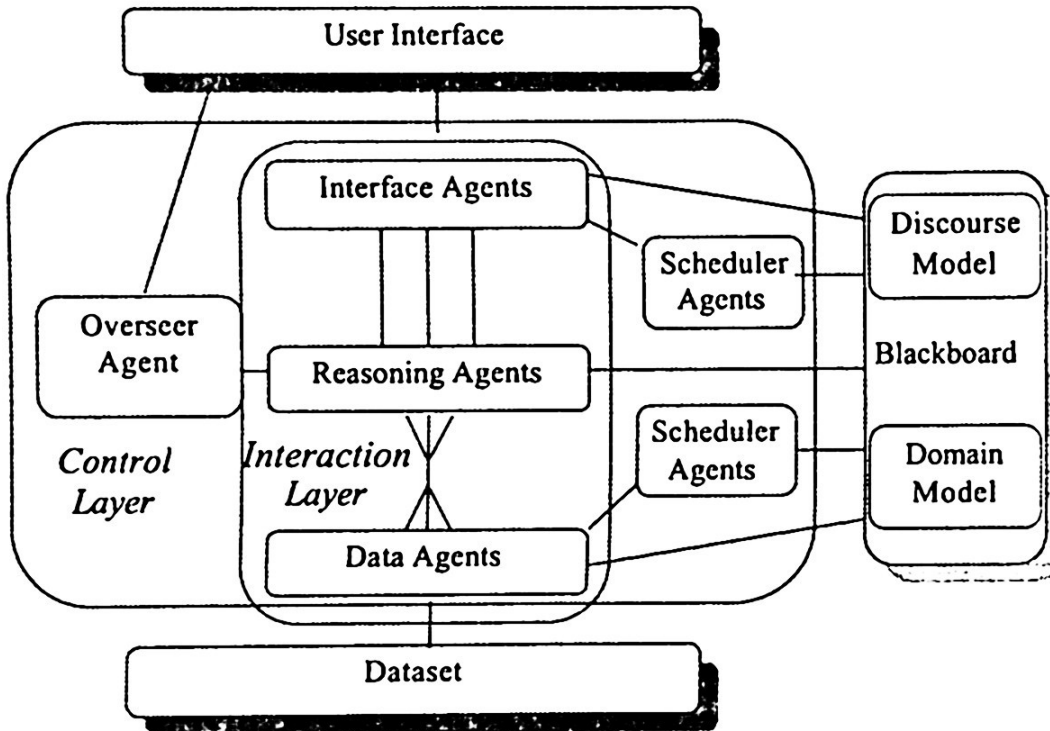 User Interface
Interface Agents
Discourse
Model
Scheduler
Agents
Overseer
Agent
Reasoning Agents
Blackboard
Scheduler
Agents
Control
Layer
Interaction
Layer
Domain
Model
Data Agents
Dataset